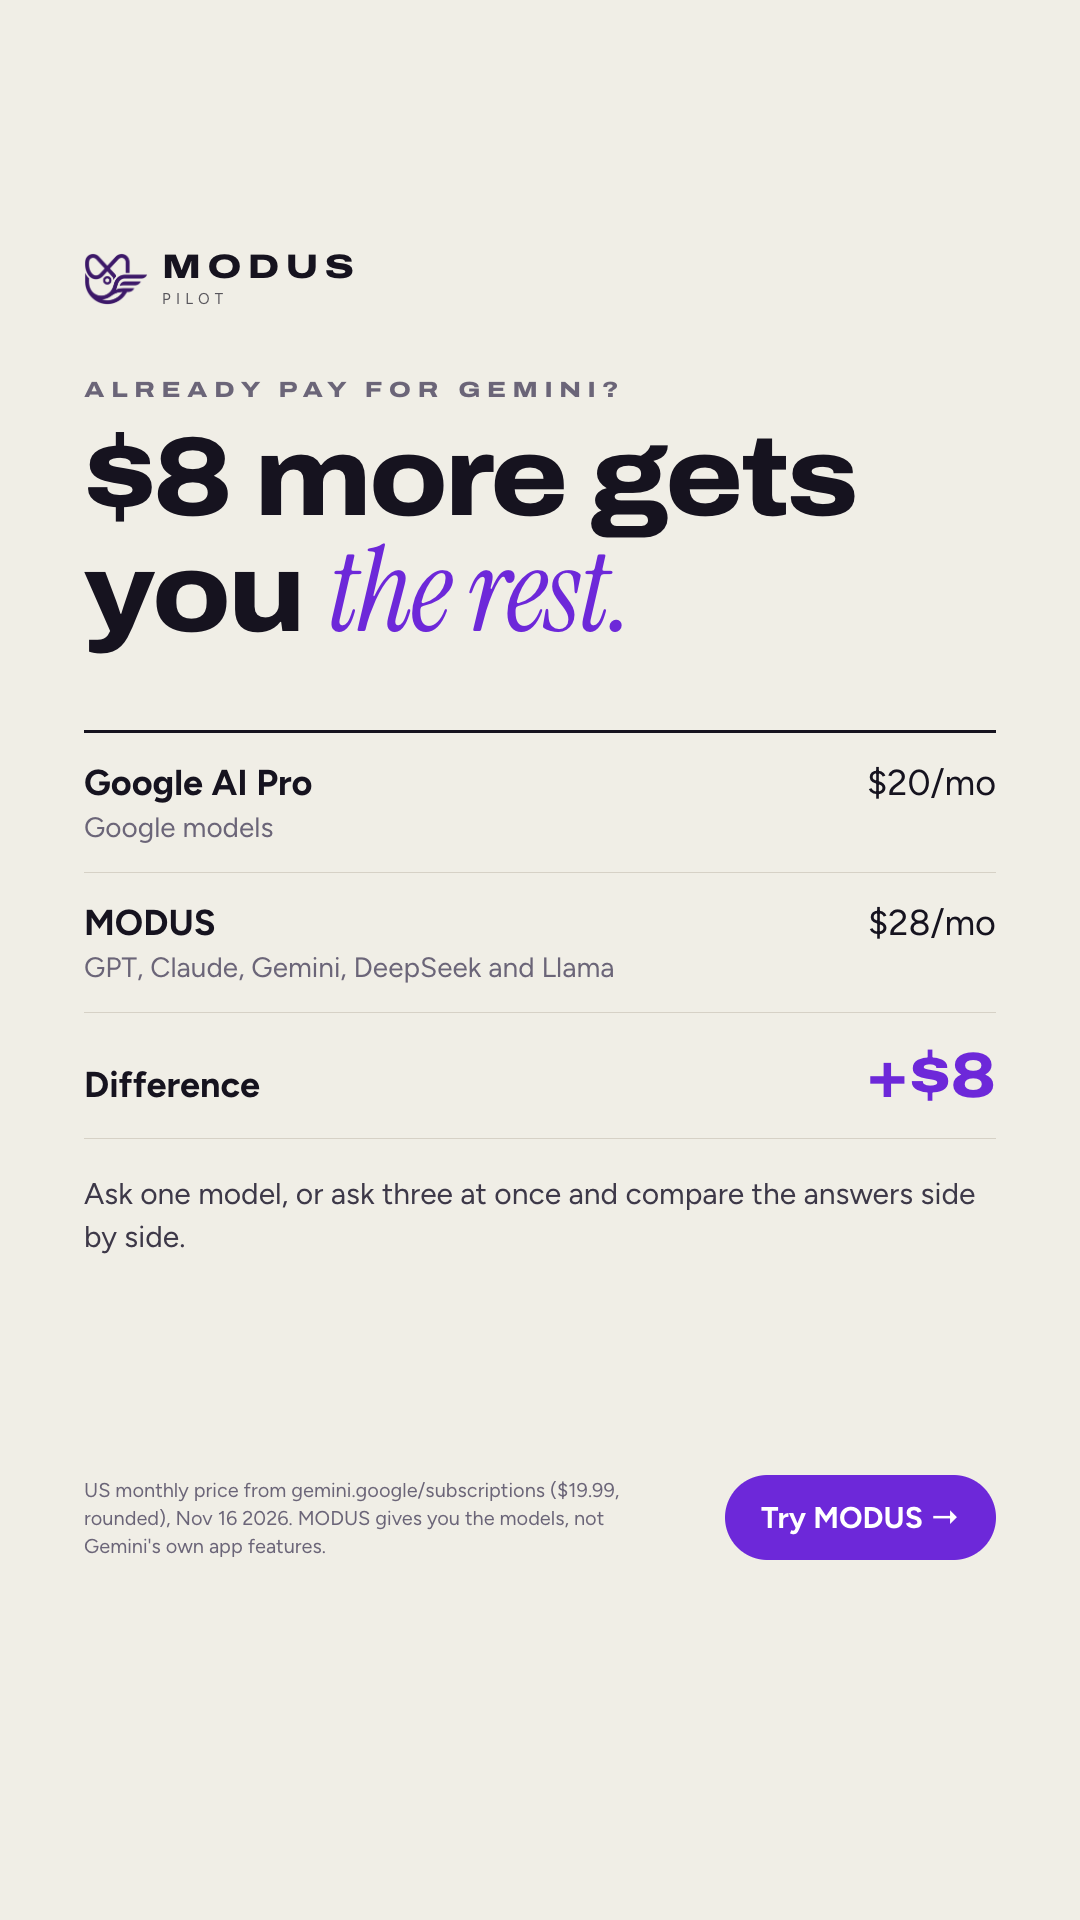 MODUS
PILOT
ALREADY PAY FOR GEMINI?
$8 more gets
you the rest.
Google AI Pro
$20/mo
Google models
MODUS
$28/mo
GPT, Claude, Gemini, DeepSeek and Llama
Difference
+$8
Ask one model, or ask three at once and compare the answers side
by side.
US monthly price from gemini.google/subscriptions ($19.99,
rounded), Nov 16 2026. MODUS gives you the models, not
Gemini's own app features.
Try MODUS →